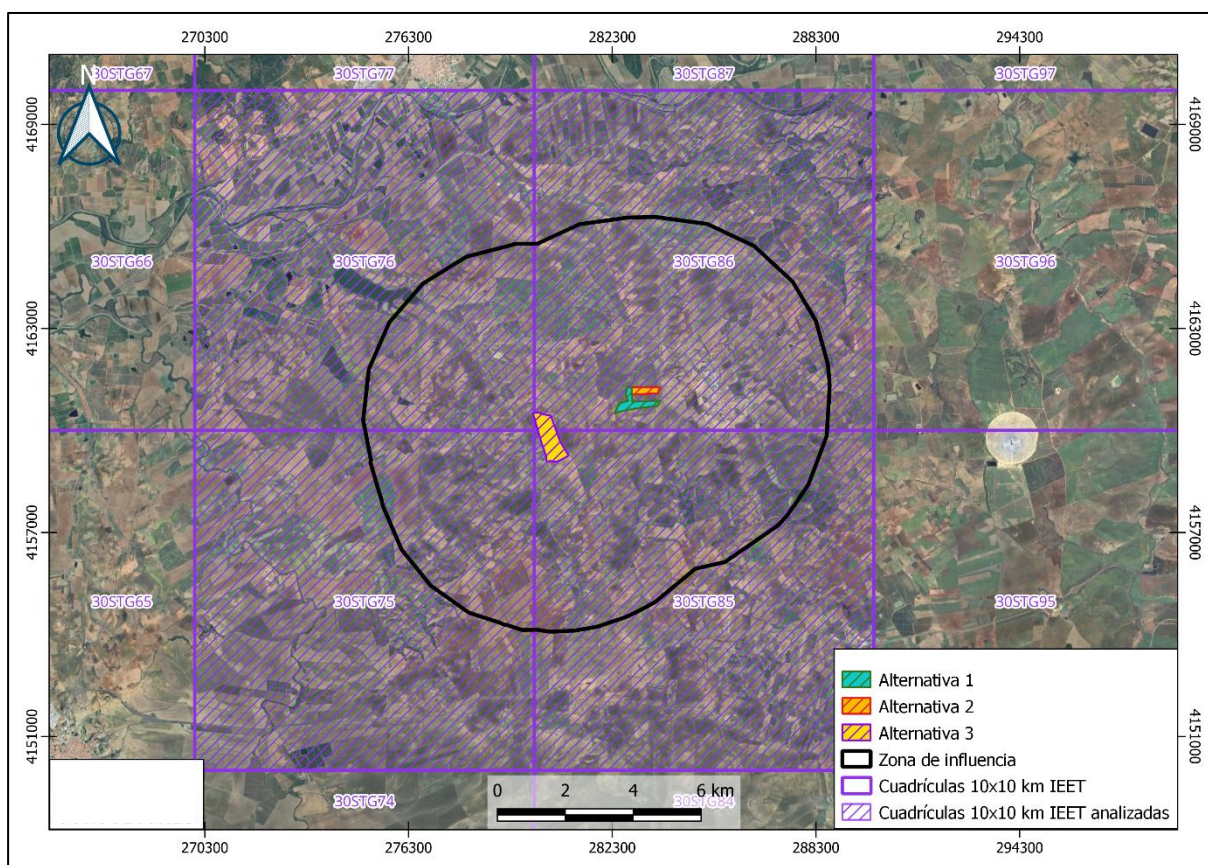 270300 276300 282300 288300 294300
N
30STG67 30STG77 30STG87 30STG97
4169000 4169000
30STG66 30STG76 30STG86 30STG96
4163000 4163000
4157000 4157000
30STG65 30STG75 30STG85 30STG95
Alternativa 1
Alternativa 2
Alternativa 3
Zona de influencia
Cuadrículas 10x10 km IEET
Cuadrículas 10x10 km IEET analizadas
4151000 4151000
0 2 4 6 km
30STG74 30STG84
270300 276300 282300 288300 294300